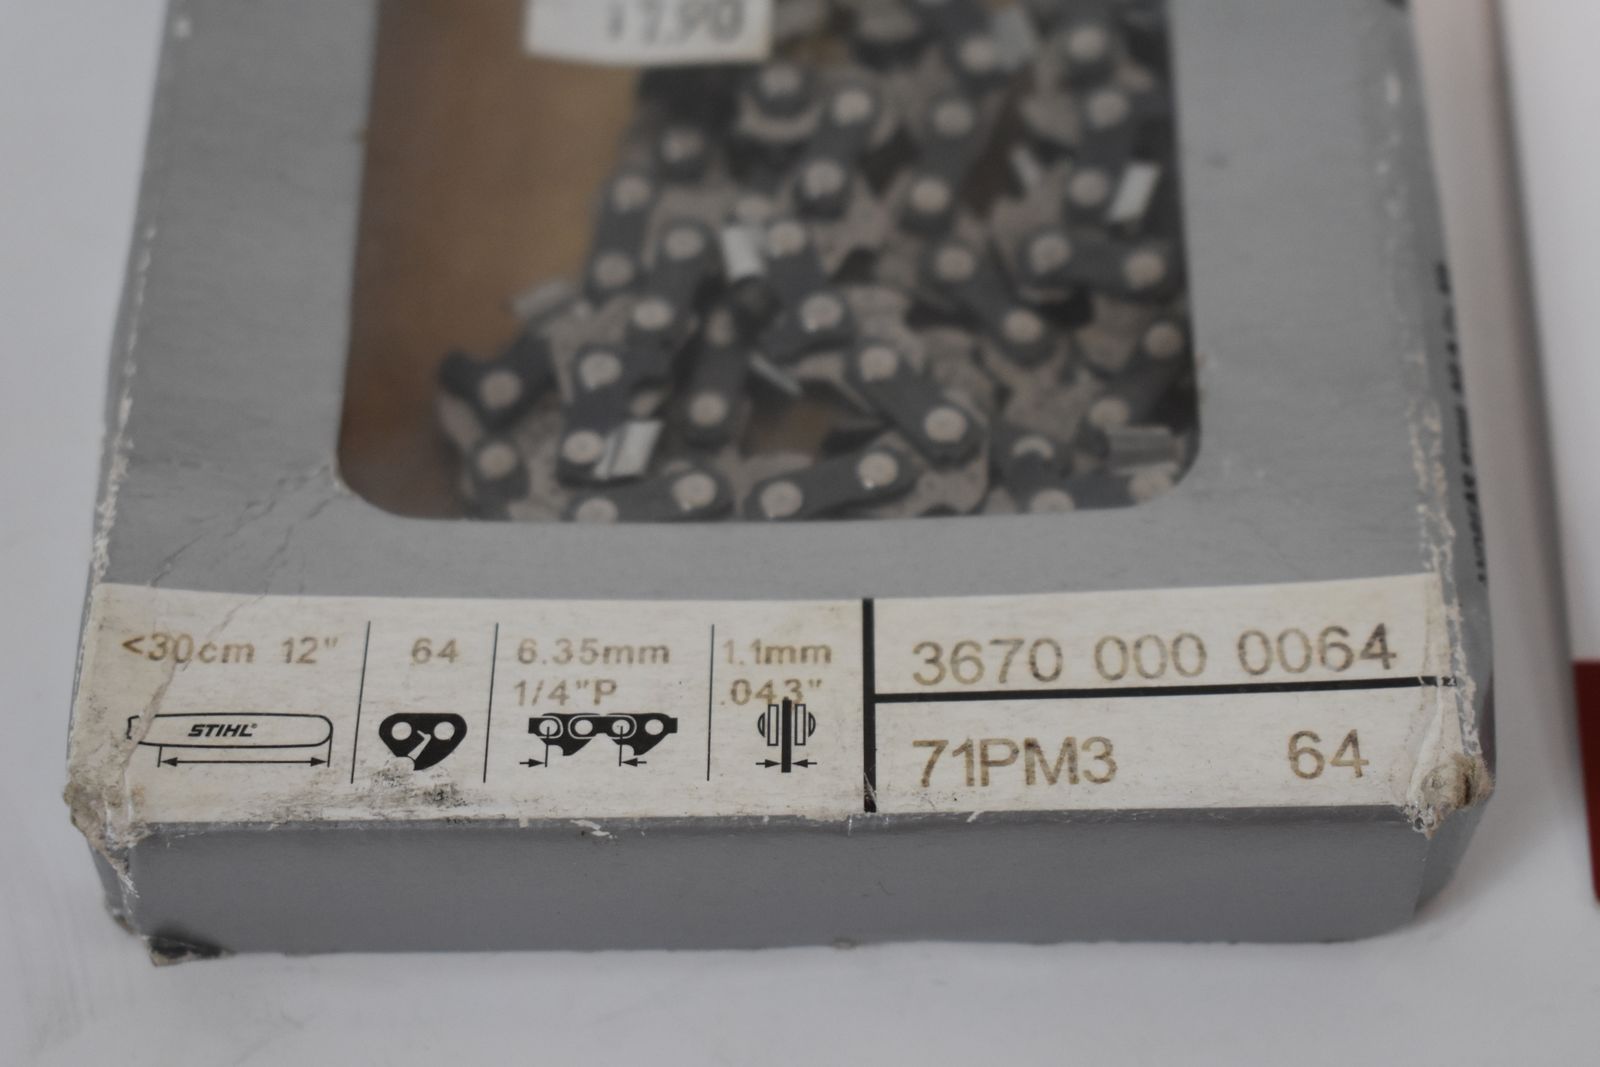 <30cm 12"
64
6.35mm
1/4"P
1.1mm
.043"
STIHL®
3670 000 0064
71PM3 64